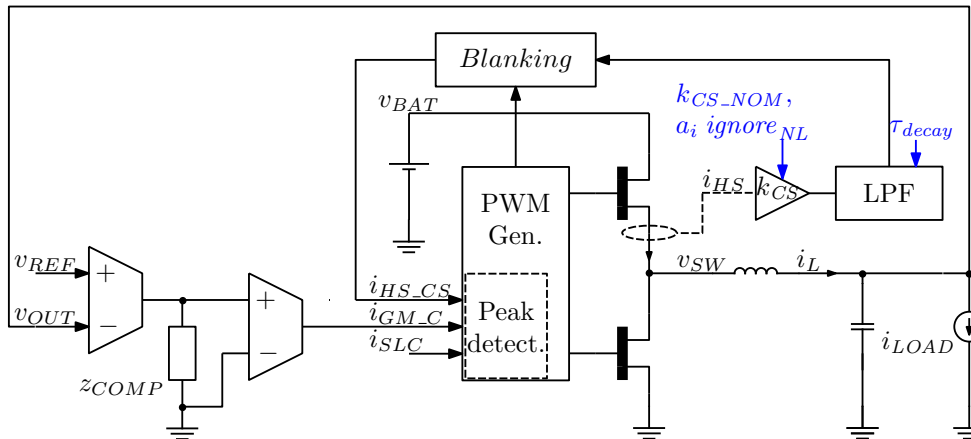 Blanking
v_BAT
k_CS_NOM,
a_i ignore_NL
τ_decay
i_HS
k_CS
LPF
PWM
Gen.
v_REF
+
v_SW
i_L
i_HS_CS
+
Peak
v_OUT
−
i_GM_C
detect.
i_SLC
−
i_LOAD
z_COMP